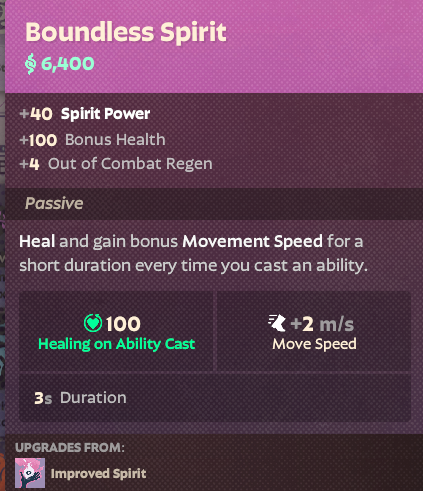 Boundless Spirit
6,400
+40 Spirit Power
+100 Bonus Health
+4 Out of Combat Regen
Passive
Heal and gain bonus Movement Speed for a
short duration every time you cast an ability.
100
Healing on Ability Cast
+2 m/s
Move Speed
3s Duration
UPGRADES FROM:
Improved Spirit